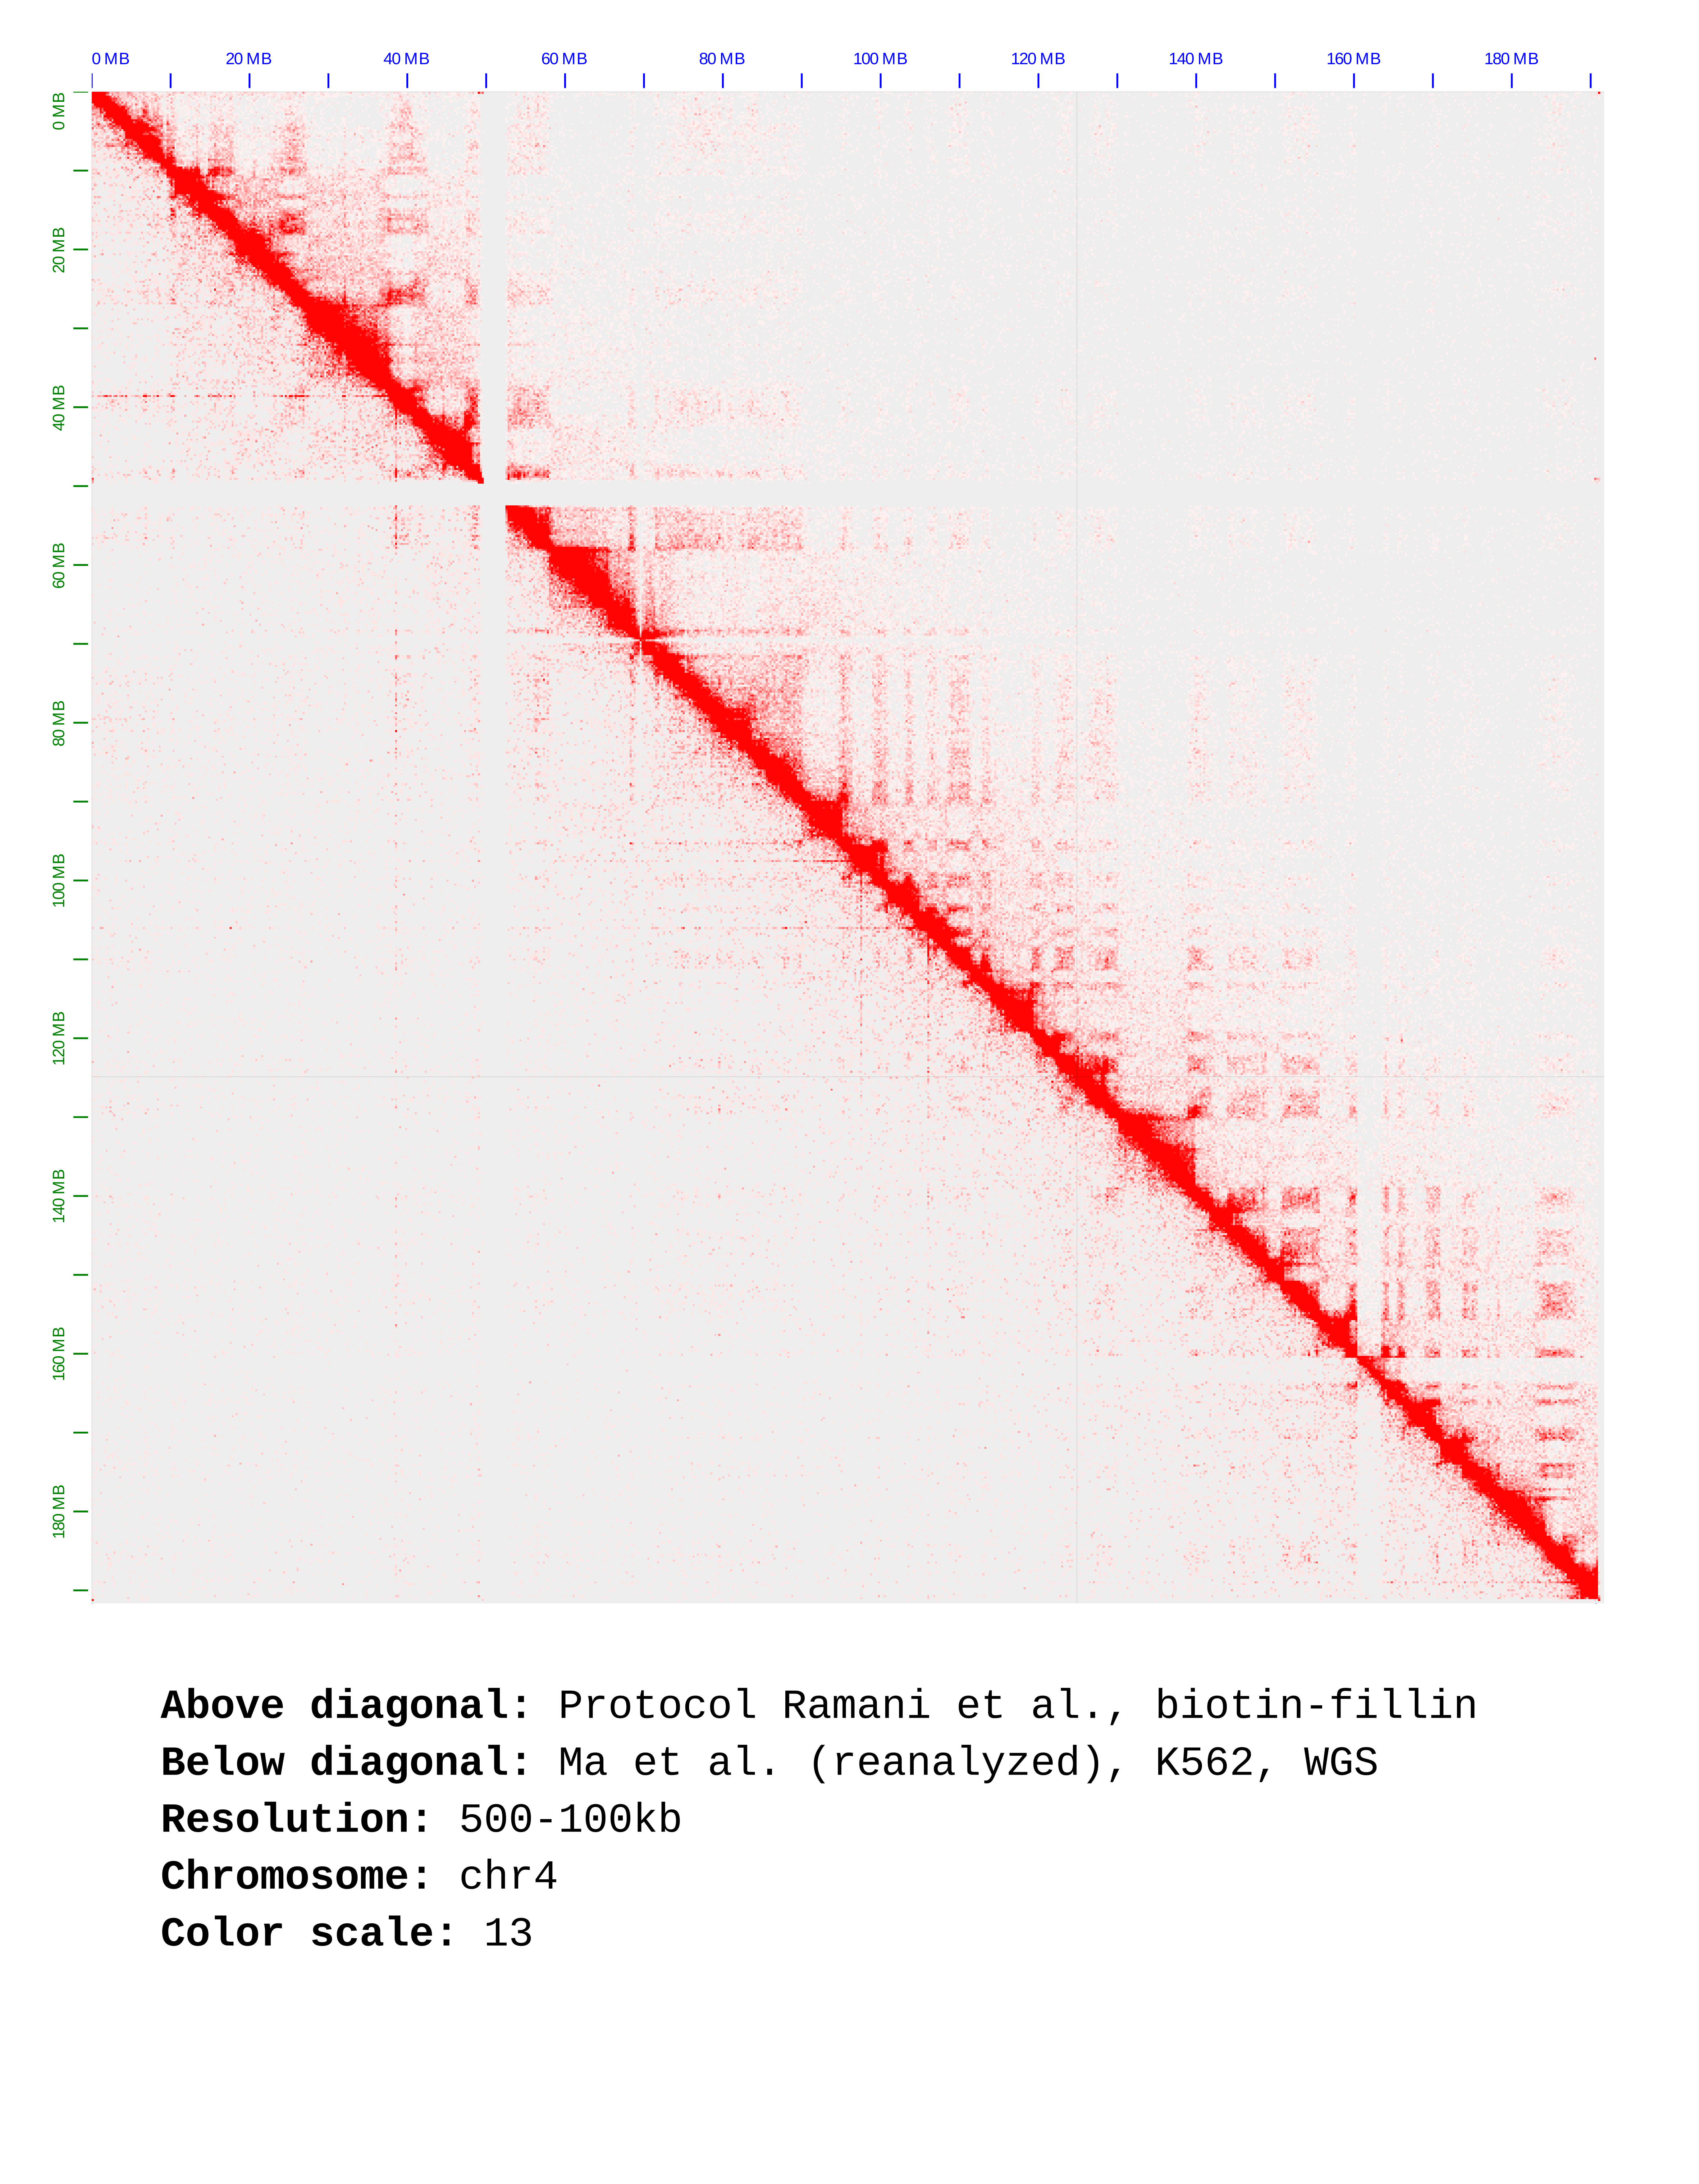 0 MB 20 MB 40 MB 60 MB 80 MB 100 MB 120 MB 140 MB 160 MB 180 MB
0 MB
20 MB
40 MB
60 MB
80 MB
100 MB
120 MB
140 MB
160 MB
180 MB
Above diagonal: Protocol Ramani et al., biotin-fillin
Below diagonal: Ma et al. (reanalyzed), K562, WGS
Resolution: 500-100kb
Chromosome: chr4
Color scale: 13